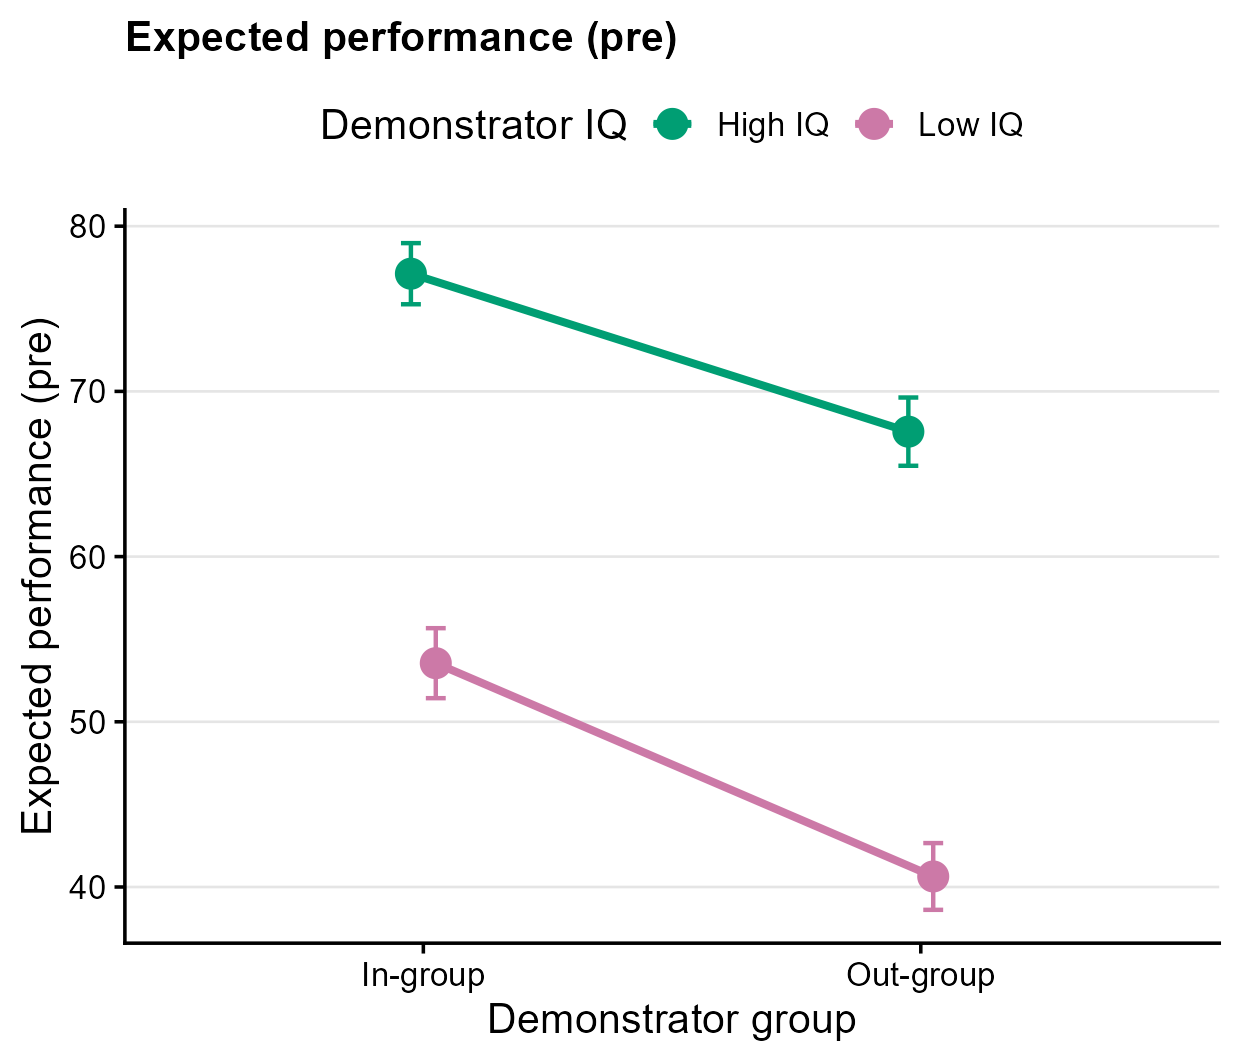 Expected performance (pre)
Demonstrator IQ High IQ Low IQ
Expected performance (pre)
80
70
60
50
40
In-group Out-group
Demonstrator group